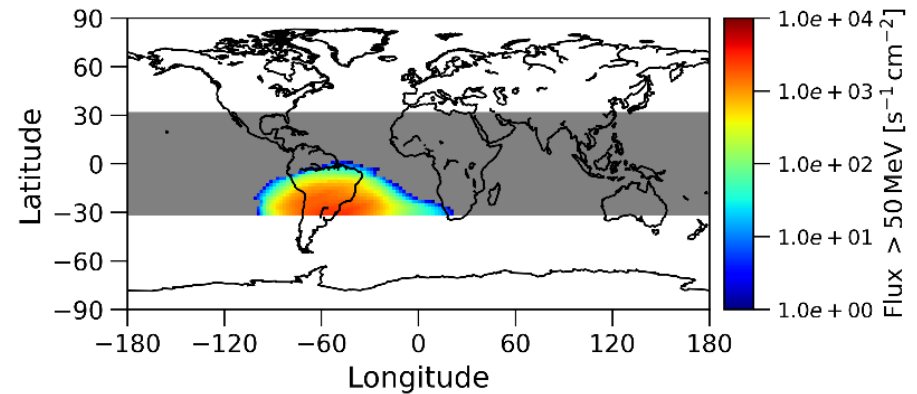 90
60
30
0
−30
−60
−90
Latitude
−180 −120 −60 0 60 120 180
Longitude
1.0e + 04
1.0e + 03
1.0e + 02
1.0e + 01
1.0e + 00
Flux > 50 MeV [s⁻¹ cm⁻²]